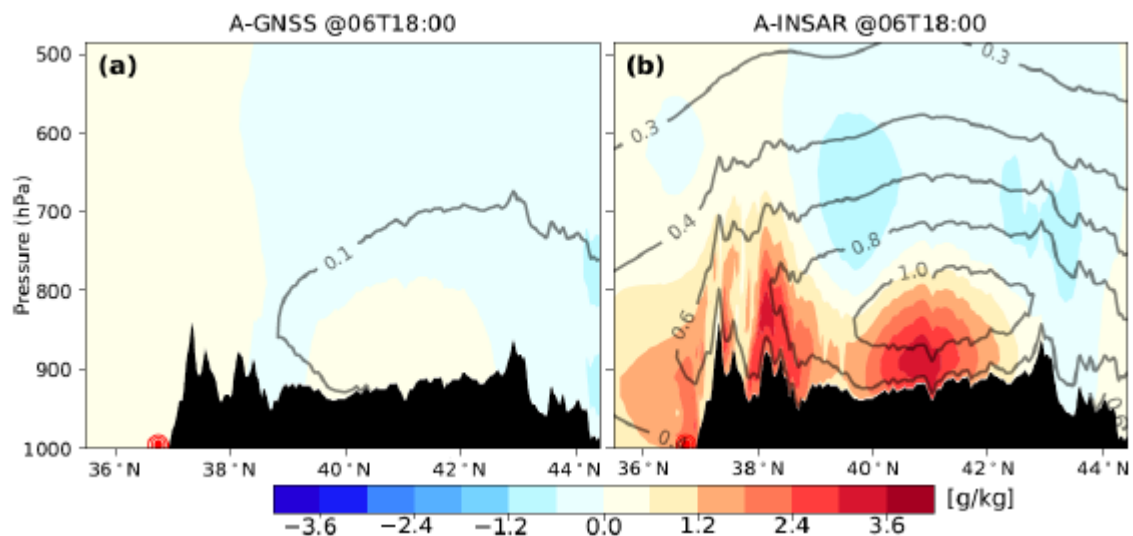 A-GNSS @06T18:00
A-INSAR @06T18:00
(a)
(b)
Pressure (hPa)
500
600
700
800
900
1000
0.1
0.3
0.3
0.4
0.8
1.0
0.6
36°N 38°N 40°N 42°N 44°N
36°N 38°N 40°N 42°N 44°N
−3.6 −2.4 −1.2 0.0 1.2 2.4 3.6
[g/kg]